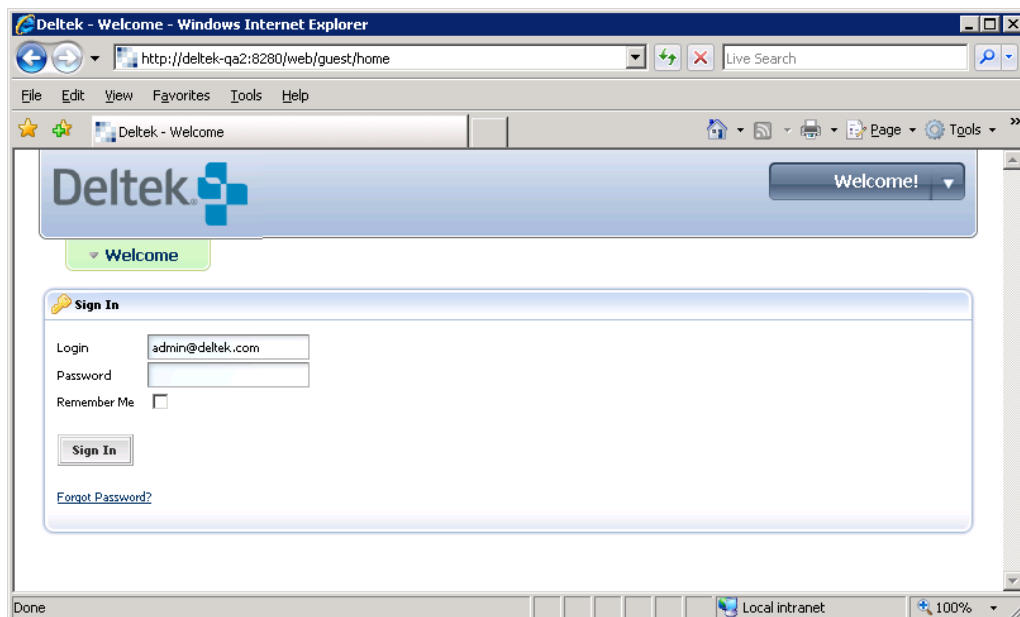 Deltek - Welcome - Windows Internet Explorer
http://deltek-qa2:8280/web/guest/home
Live Search
File Edit View Favorites Tools Help
Deltek - Welcome
Page Tools »
Deltek®
Welcome!
Welcome
Sign In
Login admin@deltek.com
Password
Remember Me
Sign In
Forgot Password?
Done Local intranet 100%